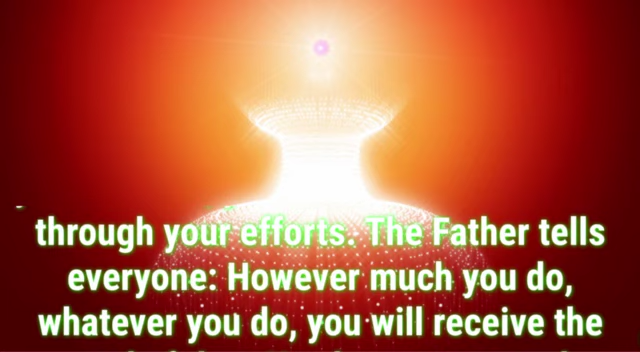 through your efforts. The Father tells
everyone: However much you do,
whatever you do, you will receive the